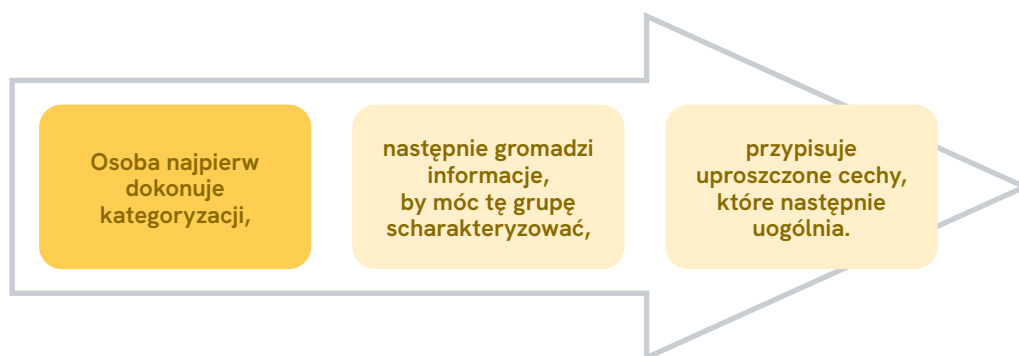 Osoba najpierw
dokonuje
kategoryzacji,
następnie gromadzi
informacje,
by móc tę grupę
scharakteryzować,
przypisuje
uproszczone cechy,
które następnie
uogólnia.